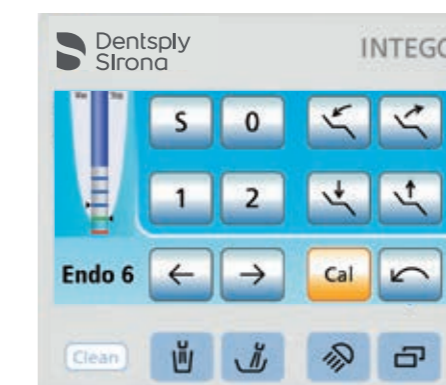 Dentsply
Sirona
INTEGO
S 0
1 2
Endo 6
Cal
Clean